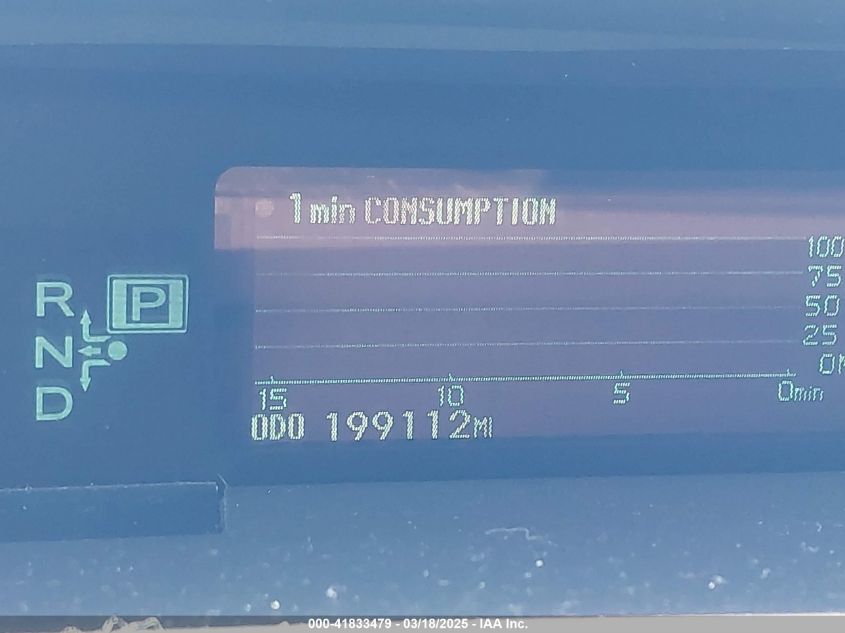 1min CONSUMPTION
100
75
50
25
0M
15 10 5 0min
R P
N
D
ODO 199112MI
000-41833479 - 03/18/2025 - IAA Inc.